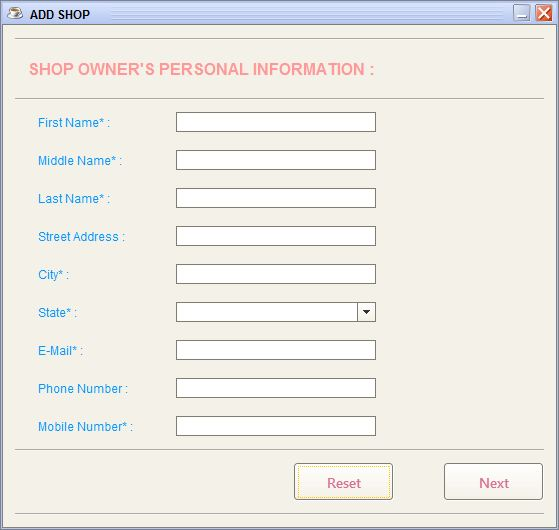 ADD SHOP
SHOP OWNER'S PERSONAL INFORMATION :
First Name* :
Middle Name* :
Last Name* :
Street Address :
City* :
State* :
E-Mail* :
Phone Number :
Mobile Number* :
Reset Next